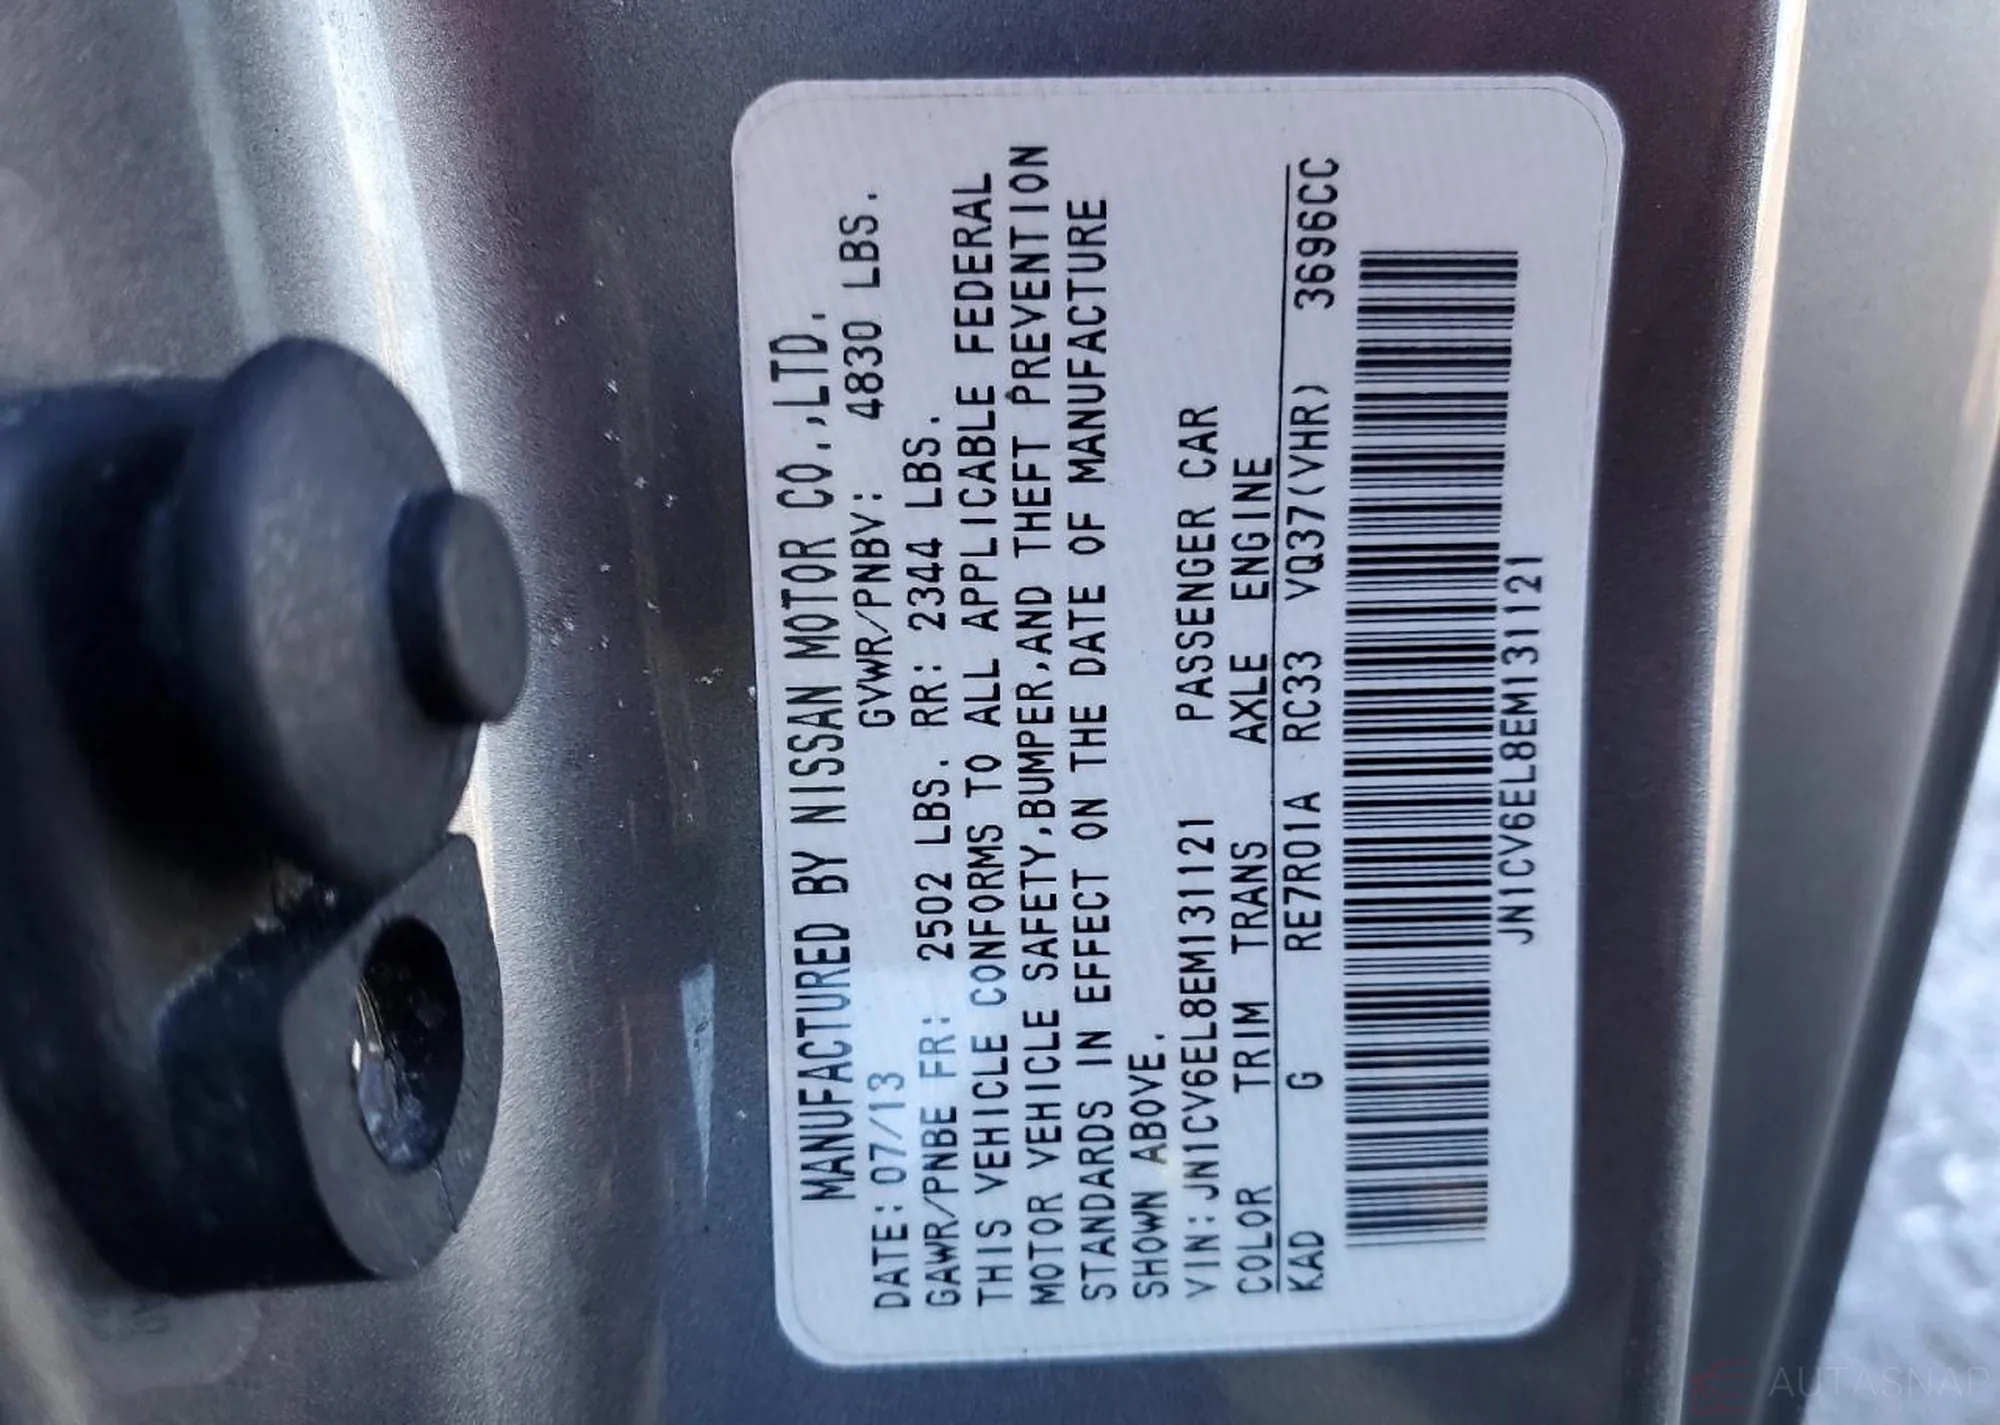 MANUFACTURED BY NISSAN MOTOR CO.,LTD.
DATE:07/13 GVWR/PNBV: 4830 LBS.
GAWR/PNBE FR: 2502 LBS. RR: 2344 LBS.
THIS VEHICLE CONFORMS TO ALL APPLICABLE FEDERAL
MOTOR VEHICLE SAFETY,BUMPER,AND THEFT PREVENTION
STANDARDS IN EFFECT ON THE DATE OF MANUFACTURE
SHOWN ABOVE.
VIN:JN1CV6EL8EM131121 PASSENGER CAR
COLOR TRIM TRANS AXLE ENGINE
KAD G RE7R01A RC33 VQ37(VHR) 3696CC
JN1CV6EL8EM131121
AUTASNAP